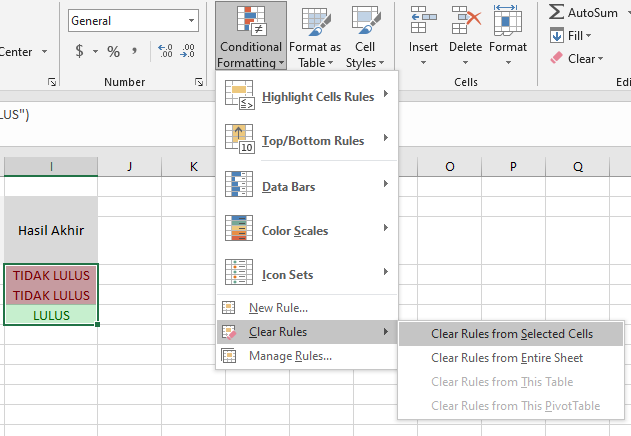 General
Conditional Formatting
Format as Table
Cell Styles
Insert
Delete
Format
AutoSum
Fill
Clear
Center
$ % , .00 .0
Number
Cells
LUS")
Highlight Cells Rules
Top/Bottom Rules
10
Data Bars
Color Scales
Icon Sets
New Rule...
Clear Rules
Manage Rules...
Clear Rules from Selected Cells
Clear Rules from Entire Sheet
Clear Rules from This Table
Clear Rules from This PivotTable
I J K O P Q
Hasil Akhir
TIDAK LULUS
TIDAK LULUS
LULUS